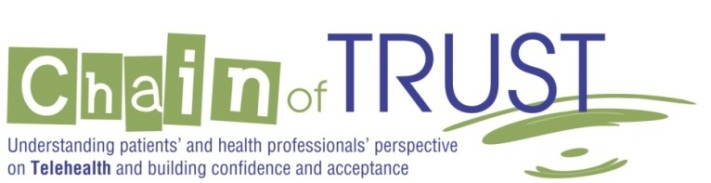 Chain of TRUST
Understanding patients' and health professionals' perspective
on Telehealth and building confidence and acceptance